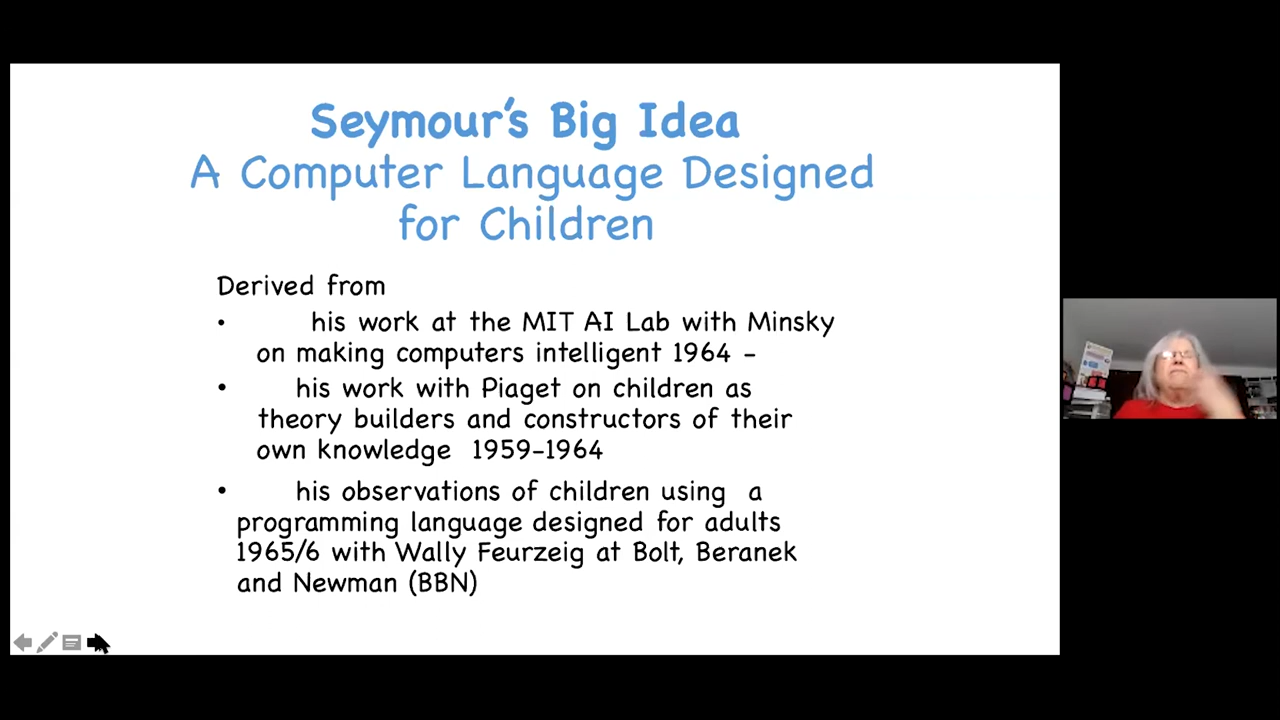 Seymour's Big Idea
A Computer Language Designed
for Children
Derived from
• his work at the MIT AI Lab with Minsky
on making computers intelligent 1964 –
• his work with Piaget on children as
theory builders and constructors of their
own knowledge 1959-1964
• his observations of children using a
programming language designed for adults
1965/6 with Wally Feurzeig at Bolt, Beranek
and Newman (BBN)